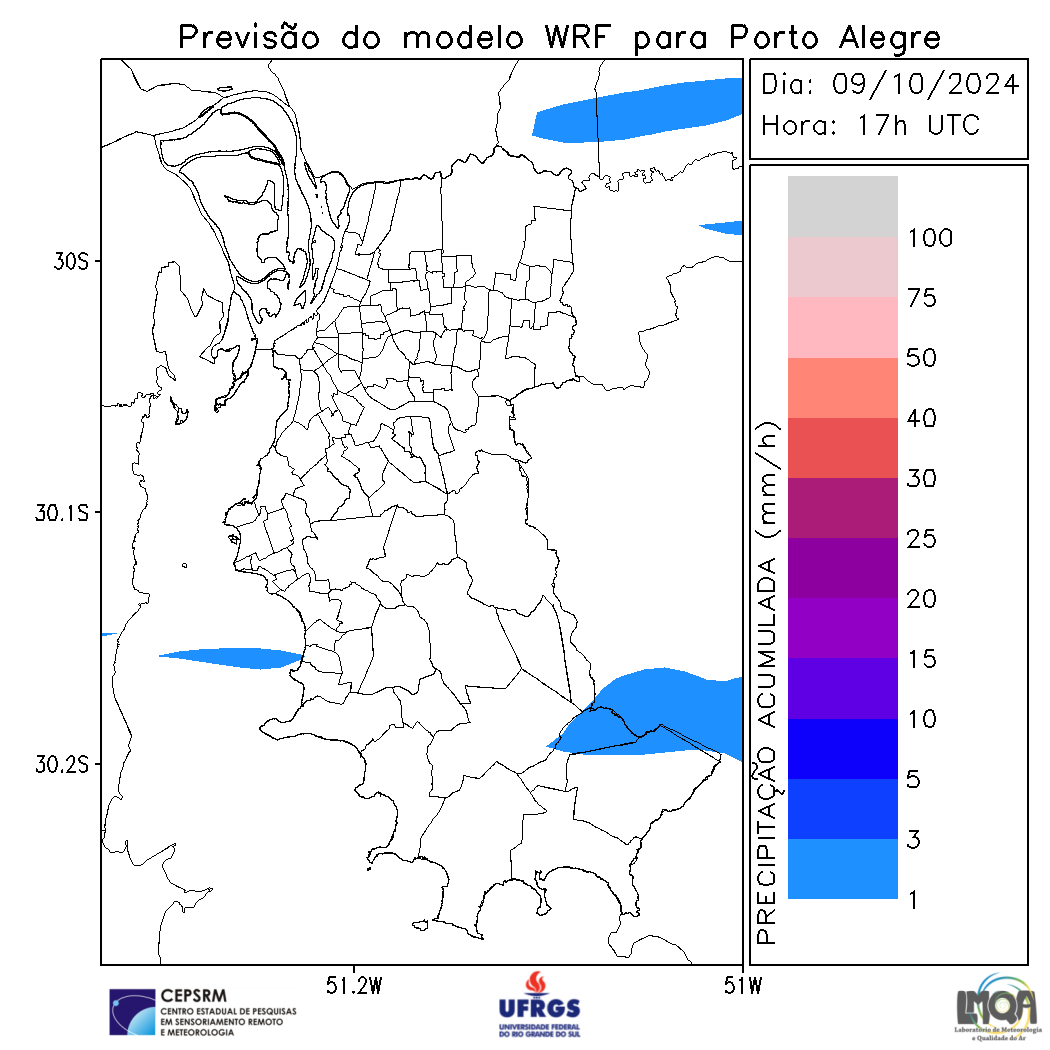 Previsão do modelo WRF para Porto Alegre
Dia: 09/10/2024
Hora: 17h UTC
100
75
50
40
30
25
20
15
10
5
3
1
PRECIPITAÇÃO ACUMULADA (mm/h)
30S
30.1S
30.2S
51.2W
51W
CEPSRM
CENTRO ESTADUAL DE PESQUISAS
EM SENSORIAMENTO REMOTO
E METEOROLOGIA
UFRGS
UNIVERSIDADE FEDERAL
DO RIO GRANDE DO SUL
LMQA
Laboratório de Meteorologia
e Qualidade do Ar